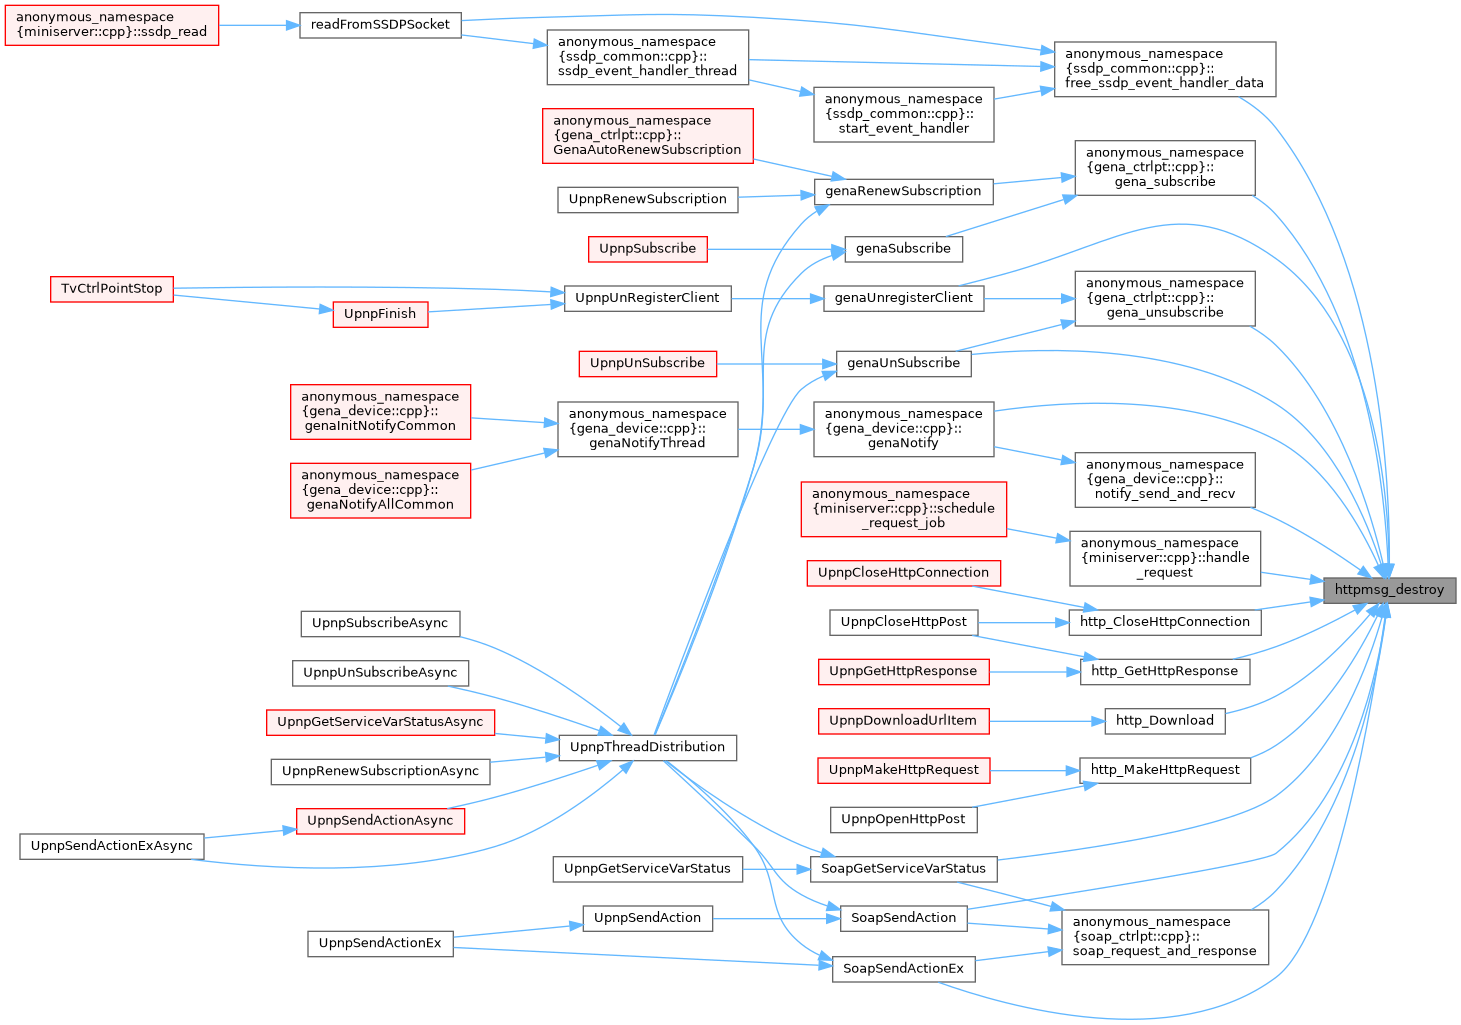 anonymous_namespace
{miniserver::cpp}::ssdp_read
readFromSSDPSocket
anonymous_namespace
{ssdp_common::cpp}::
ssdp_event_handler_thread
anonymous_namespace
{ssdp_common::cpp}::
free_ssdp_event_handler_data
anonymous_namespace
{ssdp_common::cpp}::
start_event_handler
anonymous_namespace
{gena_ctrlpt::cpp}::
GenaAutoRenewSubscription
anonymous_namespace
{gena_ctrlpt::cpp}::
gena_subscribe
UpnpRenewSubscription
genaRenewSubscription
UpnpSubscribe
genaSubscribe
TvCtrlPointStop
UpnpFinish
UpnpUnRegisterClient
genaUnregisterClient
anonymous_namespace
{gena_ctrlpt::cpp}::
gena_unsubscribe
UpnpUnSubscribe
genaUnSubscribe
anonymous_namespace
{gena_device::cpp}::
genaInitNotifyCommon
anonymous_namespace
{gena_device::cpp}::
genaNotifyThread
anonymous_namespace
{gena_device::cpp}::
genaNotify
anonymous_namespace
{gena_device::cpp}::
genaNotifyAllCommon
anonymous_namespace
{gena_device::cpp}::
notify_send_and_recv
anonymous_namespace
{miniserver::cpp}::schedule
_request_job
anonymous_namespace
{miniserver::cpp}::handle
_request
httpmsg_destroy
UpnpCloseHttpConnection
UpnpCloseHttpPost
http_CloseHttpConnection
UpnpGetHttpResponse
http_GetHttpResponse
UpnpDownloadUrlItem
http_Download
UpnpMakeHttpRequest
http_MakeHttpRequest
UpnpOpenHttpPost
UpnpSubscribeAsync
UpnpUnSubscribeAsync
UpnpGetServiceVarStatusAsync
UpnpThreadDistribution
UpnpRenewSubscriptionAsync
UpnpSendActionAsync
UpnpSendActionExAsync
UpnpGetServiceVarStatus
SoapGetServiceVarStatus
UpnpSendAction
SoapSendAction
UpnpSendActionEx
SoapSendActionEx
anonymous_namespace
{soap_ctrlpt::cpp}::
soap_request_and_response